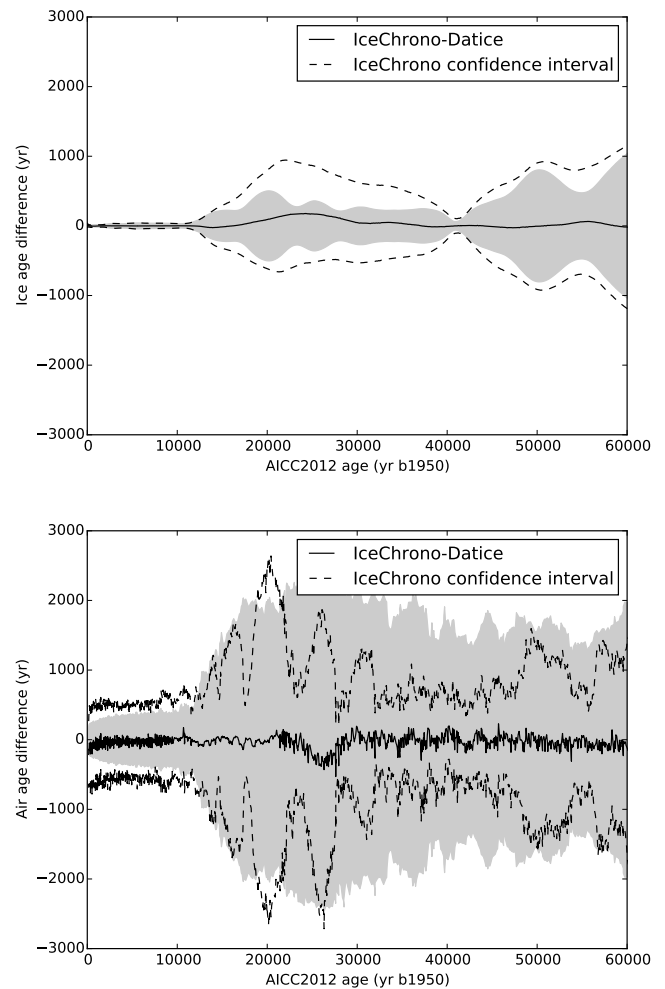 3000
2000
1000
0
−1000
−2000
−3000
Ice age difference (yr)
IceChrono-Datice
IceChrono confidence interval
0 10000 20000 30000 40000 50000 60000
AICC2012 age (yr b1950)
3000
2000
1000
0
−1000
−2000
−3000
Air age difference (yr)
IceChrono-Datice
IceChrono confidence interval
0 10000 20000 30000 40000 50000 60000
AICC2012 age (yr b1950)